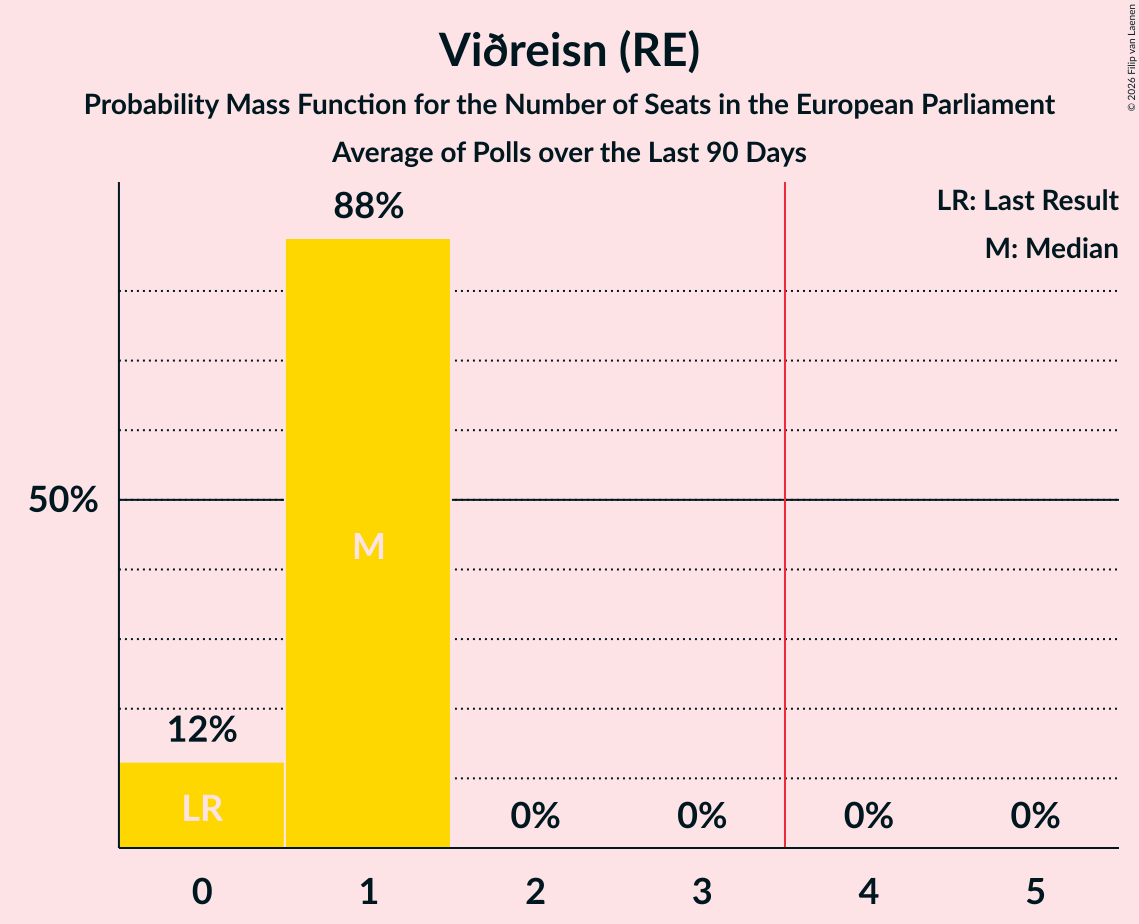 Viðreisn (RE)
Probability Mass Function for the Number of Seats in the European Parliament
Average of Polls over the Last 90 Days
© 2026 Filip van Laenen
LR: Last Result
M: Median
88%
50%
M
12%
LR
0%
0%
0%
0%
0
1
2
3
4
5